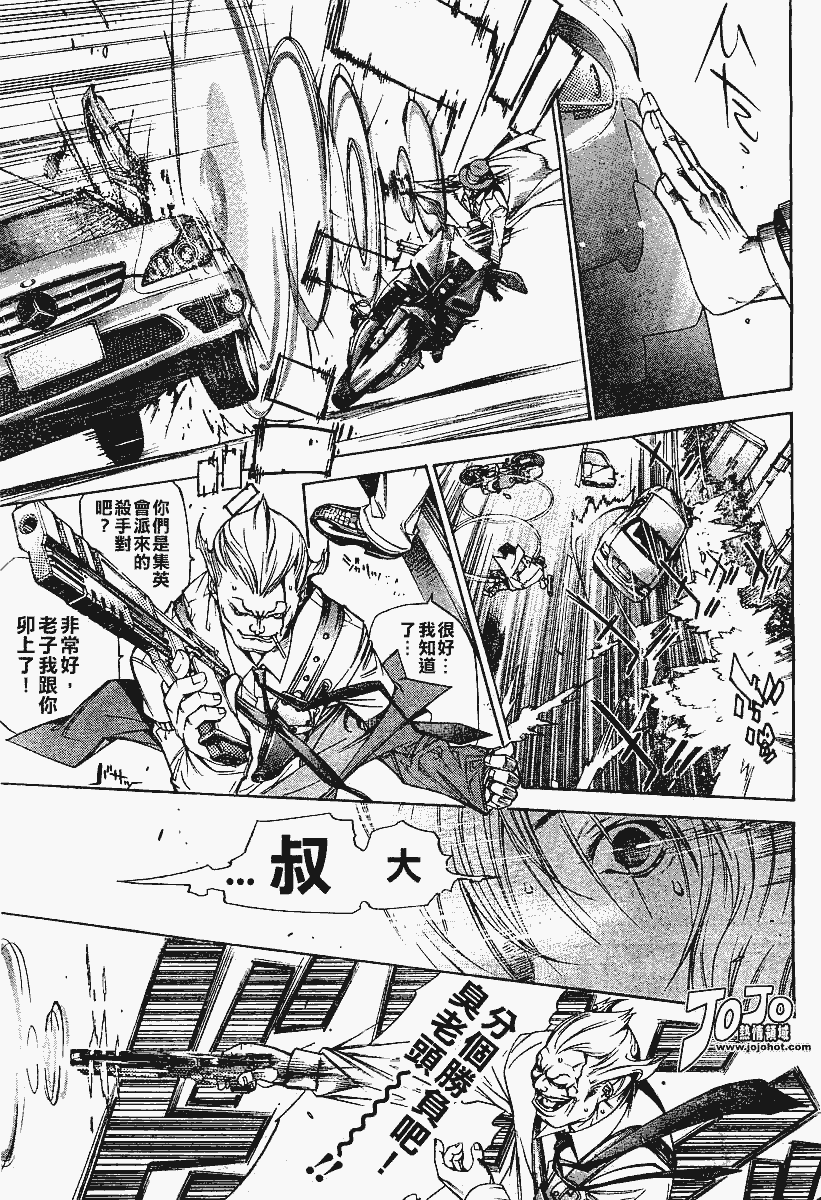 很好…
我知道
了…
你們是集英
會派來的
殺手對
吧？
非常好，
老子我跟你
卯上了！
大
叔…
分個勝負吧！
臭老頭～～～!!
JOJO
熱情領域
www.jojohot.com